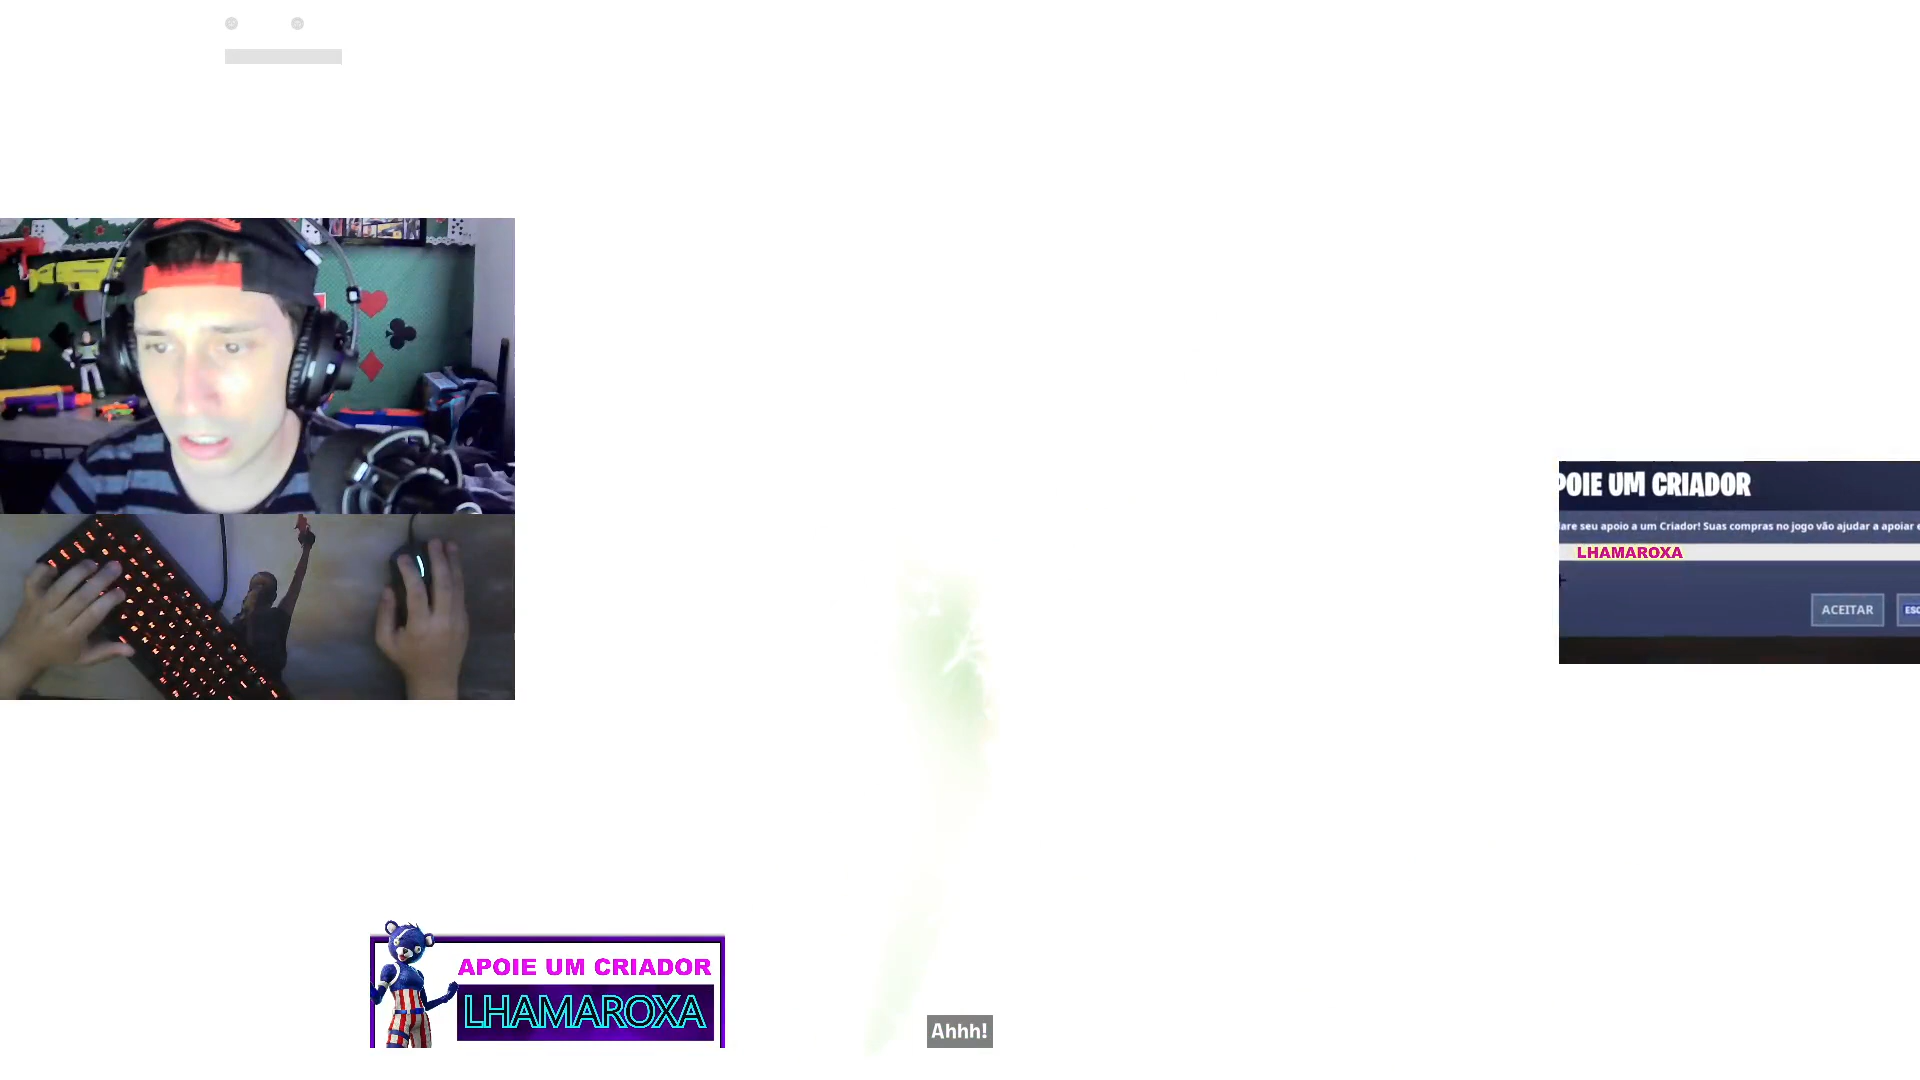 POIE UM CRIADOR
lare seu apoio a um Criador! Suas compras no jogo vão ajudar a apoiar e
LHAMAROXA
ACEITAR
ESC
APOIE UM CRIADOR
LHAMAROXA
Ahhh!